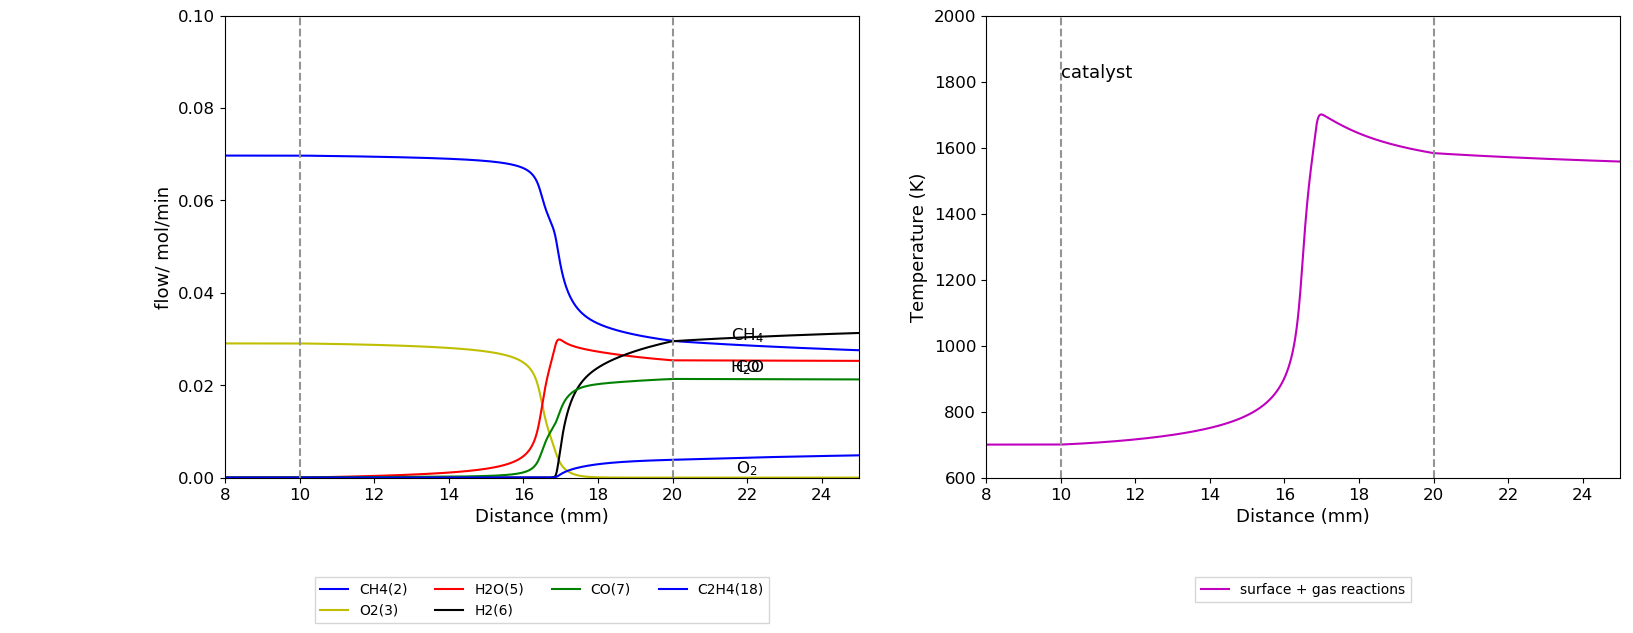 0.10
0.08
0.06
0.04
0.02
0.00
flow/ mol/min
CH₄
H₂O
CO
O₂
8 10 12 14 16 18 20 22 24
Distance (mm)
CH4(2) H2O(5) CO(7) C2H4(18)
O2(3) H2(6)
2000
1800
1600
1400
1200
1000
800
600
Temperature (K)
catalyst
8 10 12 14 16 18 20 22 24
Distance (mm)
surface + gas reactions